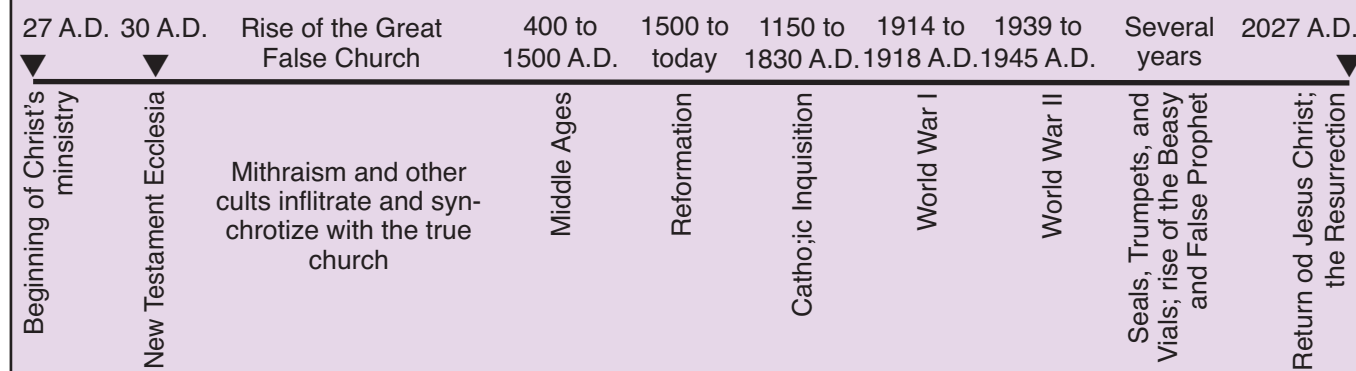 27 A.D.
30 A.D.
Rise of the Great
False Church
400 to
1500 A.D.
1500 to
today
1150 to
1830 A.D.
1914 to
1918 A.D.
1939 to
1945 A.D.
Several
years
2027 A.D.
Beginning of Christ's
minsistry
New Testament Ecclesia
Mithraism and other
cults inflitrate and syn-
chrotize with the true
church
Middle Ages
Reformation
Catho;ic Inquisition
World War I
World War II
Seals, Trumpets, and
Vials; rise of the Beasy
and False Prophet
Return od Jesus Christ;
the Resurrection